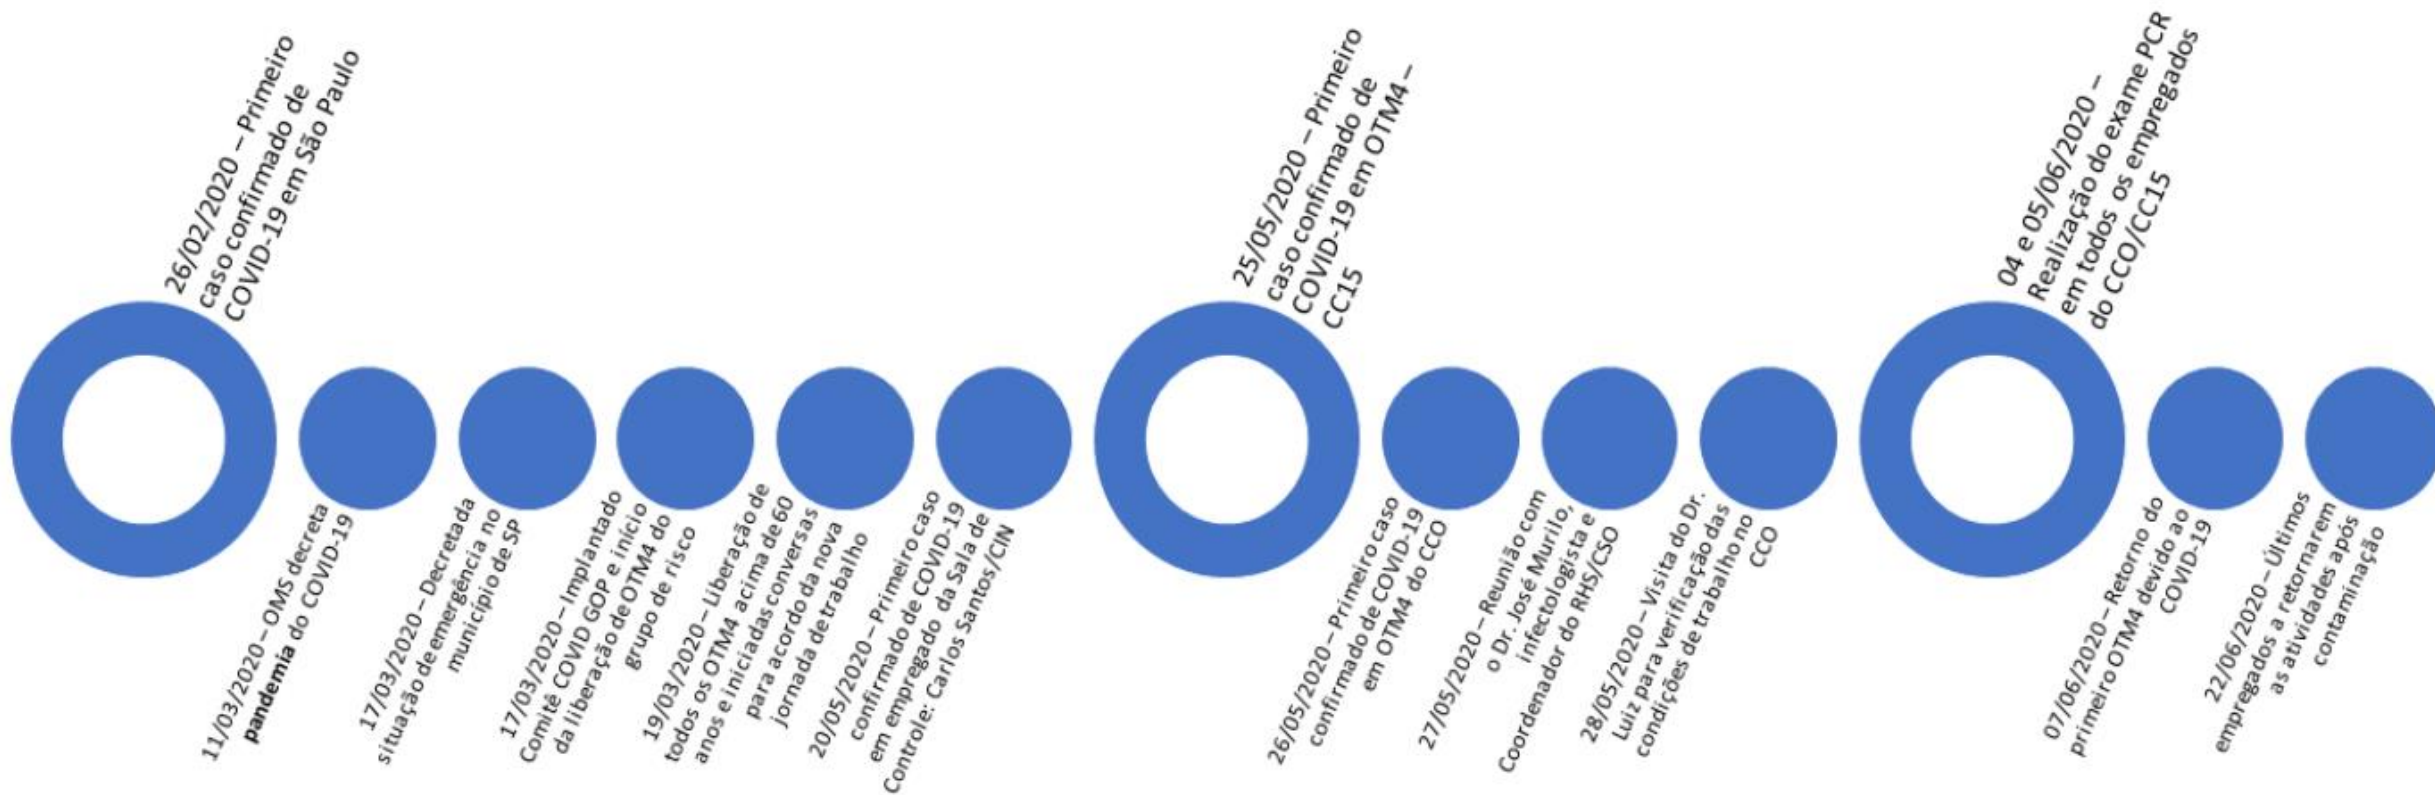 26/02/2020 – Primeiro
caso confirmado de
COVID-19 em São Paulo
11/03/2020 – OMS decreta
pandemia do COVID-19
17/03/2020 – Decretada
situação de emergência no
município de SP
17/03/2020 – Implantado
Comitê COVID GOP e início
da liberação de OTM4 do
grupo de risco
19/03/2020 – Liberação de
todos os OTM4 acima de 60
anos e iniciadas conversas
para acordo da nova
jornada de trabalho
20/05/2020 – Primeiro caso
confirmado de COVID-19
em empregado da Sala de
Controle: Carlos Santos/CIN
25/05/2020 – Primeiro
caso confirmado de
COVID-19 em OTM4 –
CC15
26/05/2020 – Primeiro caso
confirmado de COVID-19
em OTM4 do CCO
27/05/2020 – Reunião com
o Dr. José Murilo,
infectologista e
Coordenador do RHS/CSO
28/05/2020 – Visita do Dr.
Luiz para verificação das
condições de trabalho no
CCO
04 e 05/06/2020 –
Realização do exame PCR
em todos os empregados
do CCO/CC15
07/06/2020 – Retorno do
primeiro OTM4 devido ao
COVID-19
22/06/2020 – Últimos
empregados a retornarem
as atividades após
contaminação